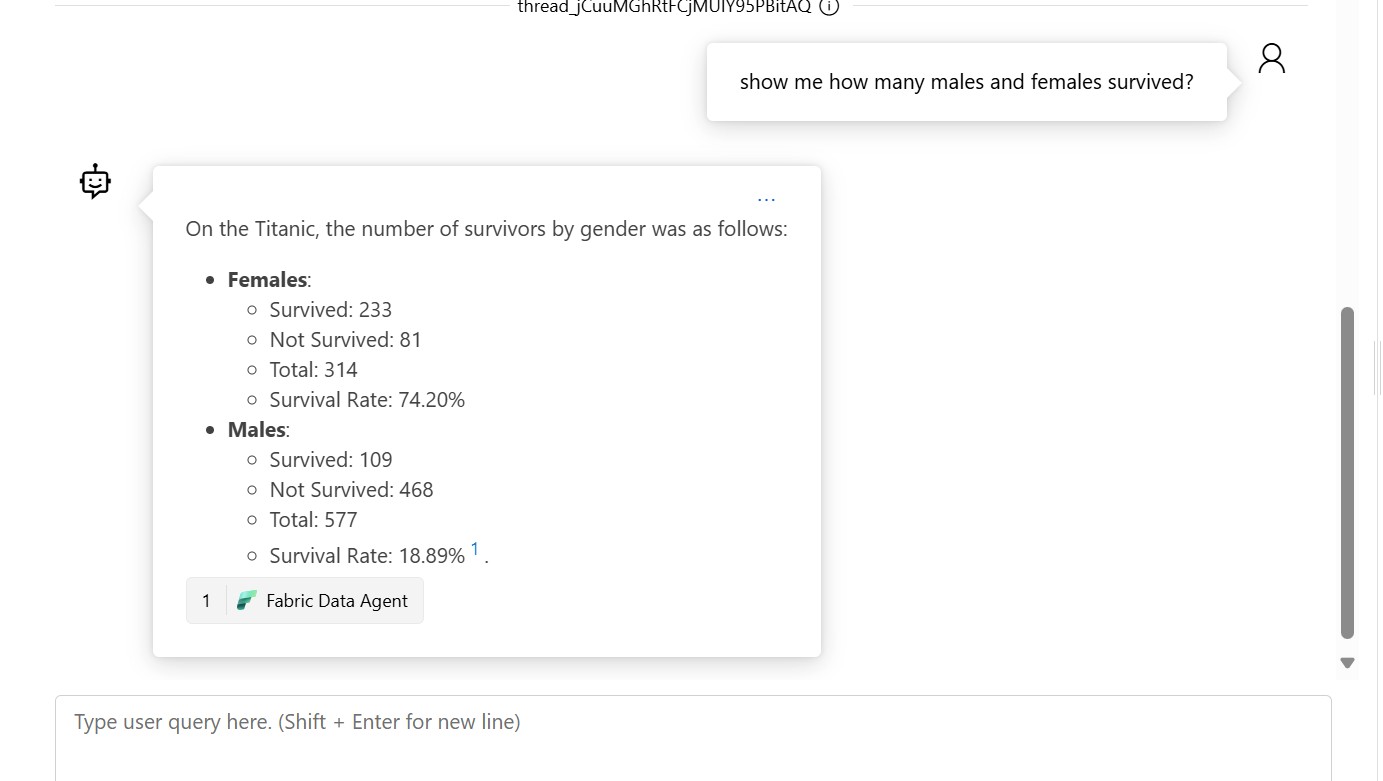 thread_jCuuMGhRtFCjMUIY95PBitAQ
show me how many males and females survived?
...
On the Titanic, the number of survivors by gender was as follows:
Females:
Survived: 233
Not Survived: 81
Total: 314
Survival Rate: 74.20%
Males:
Survived: 109
Not Survived: 468
Total: 577
Survival Rate: 18.89% 1 .
1 Fabric Data Agent
Type user query here. (Shift + Enter for new line)